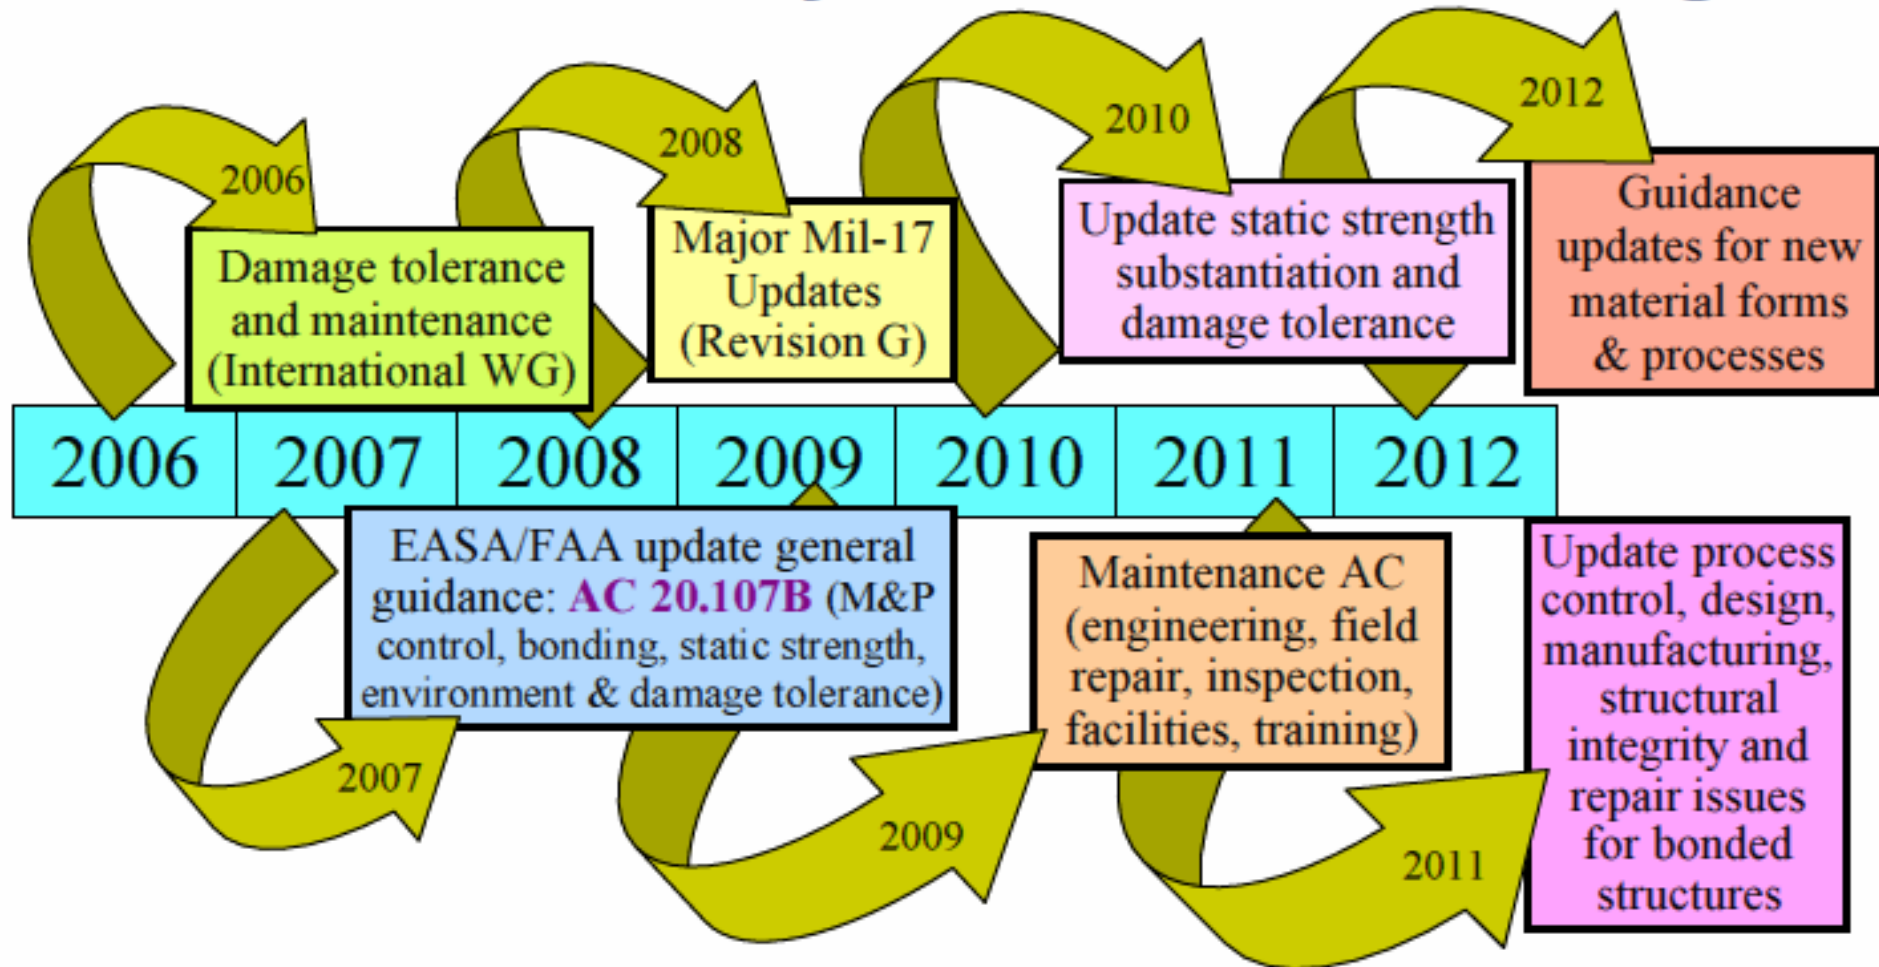 2006
Damage tolerance
and maintenance
(International WG)
2008
Major Mil-17
Updates
(Revision G)
2010
Update static strength
substantiation and
damage tolerance
2012
Guidance
updates for new
material forms
& processes
2006 2007 2008 2009 2010 2011 2012
EASA/FAA update general
guidance: AC 20.107B (M&P
control, bonding, static strength,
environment & damage tolerance)
2007
Maintenance AC
(engineering, field
repair, inspection,
facilities, training)
2009
Update process
control, design,
manufacturing,
structural
integrity and
repair issues
for bonded
structures
2011